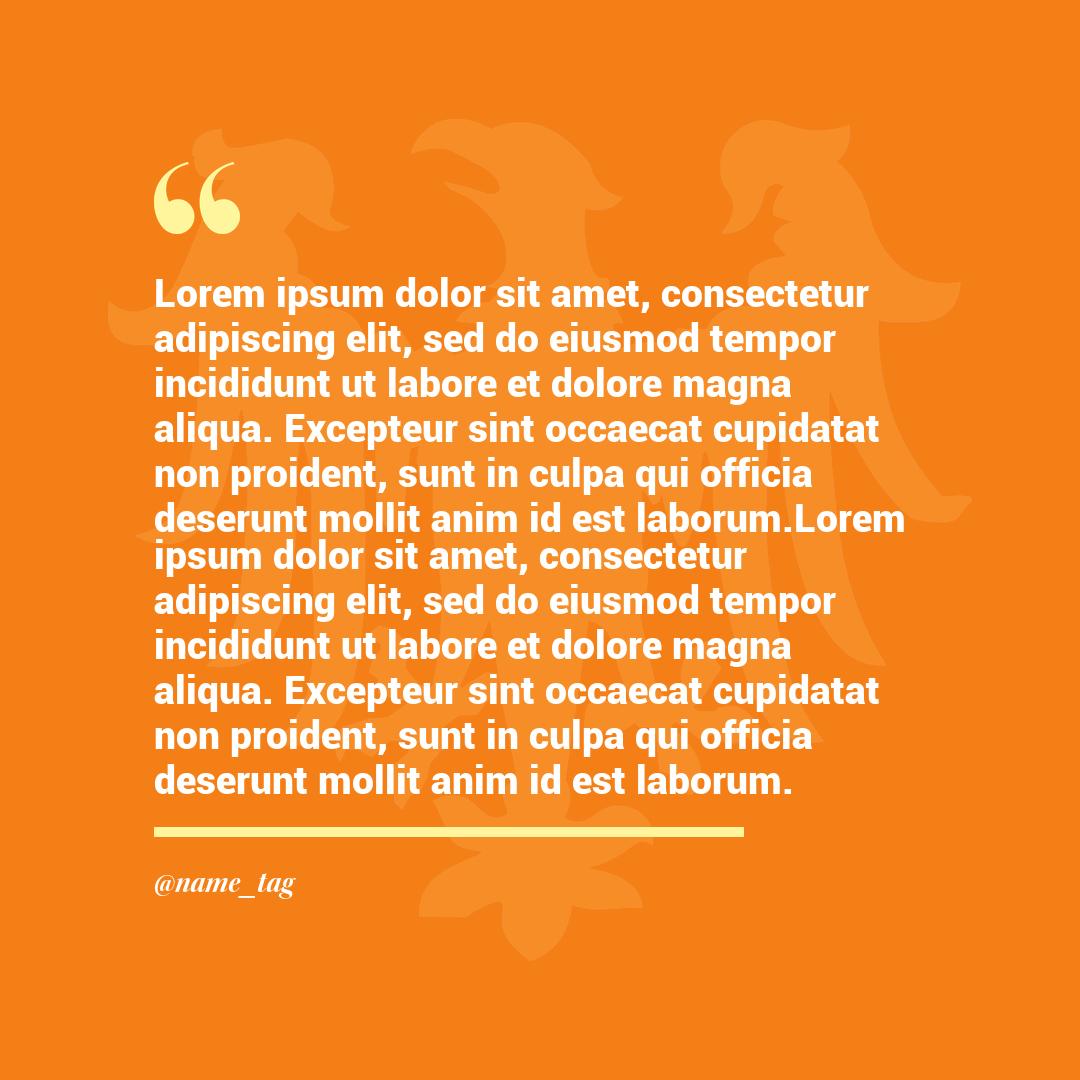 “
Lorem ipsum dolor sit amet, consectetur
adipiscing elit, sed do eiusmod tempor
incididunt ut labore et dolore magna
aliqua. Excepteur sint occaecat cupidatat
non proident, sunt in culpa qui officia
deserunt mollit anim id est laborum.Lorem
ipsum dolor sit amet, consectetur
adipiscing elit, sed do eiusmod tempor
incididunt ut labore et dolore magna
aliqua. Excepteur sint occaecat cupidatat
non proident, sunt in culpa qui officia
deserunt mollit anim id est laborum.
@name_tag